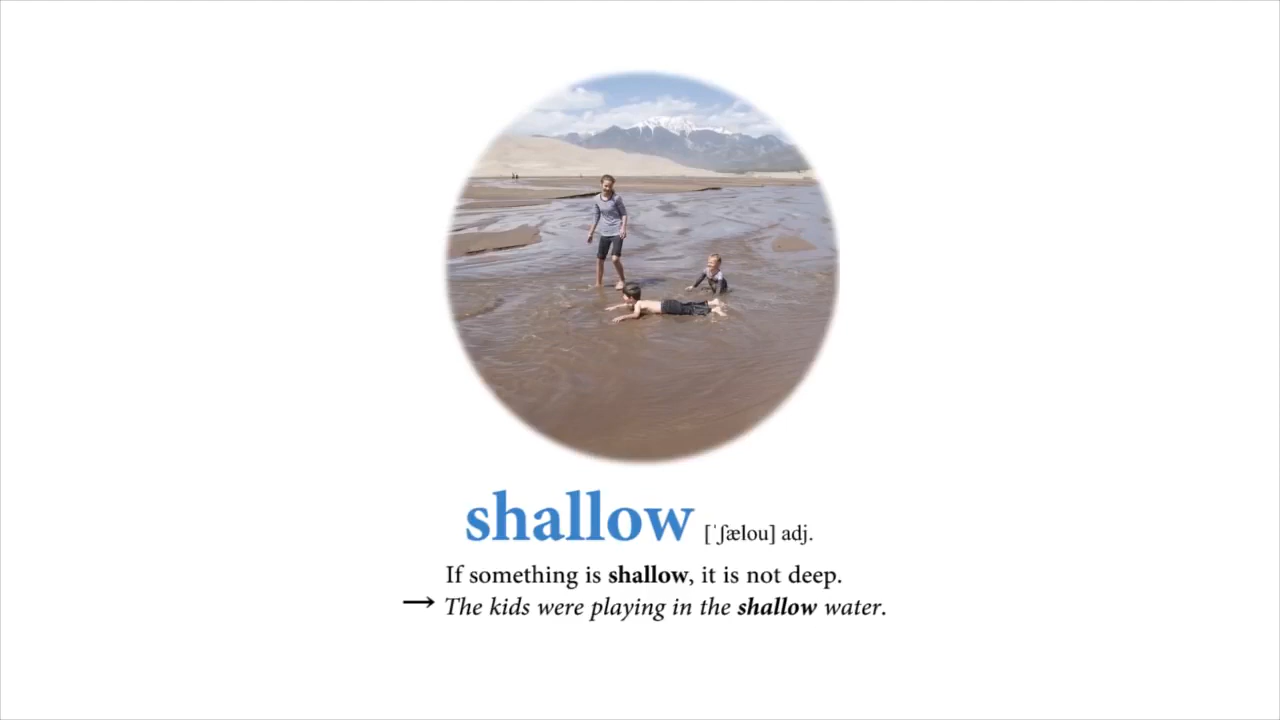 shallow [ˈʃælou] adj.
If something is shallow, it is not deep.
→ The kids were playing in the shallow water.